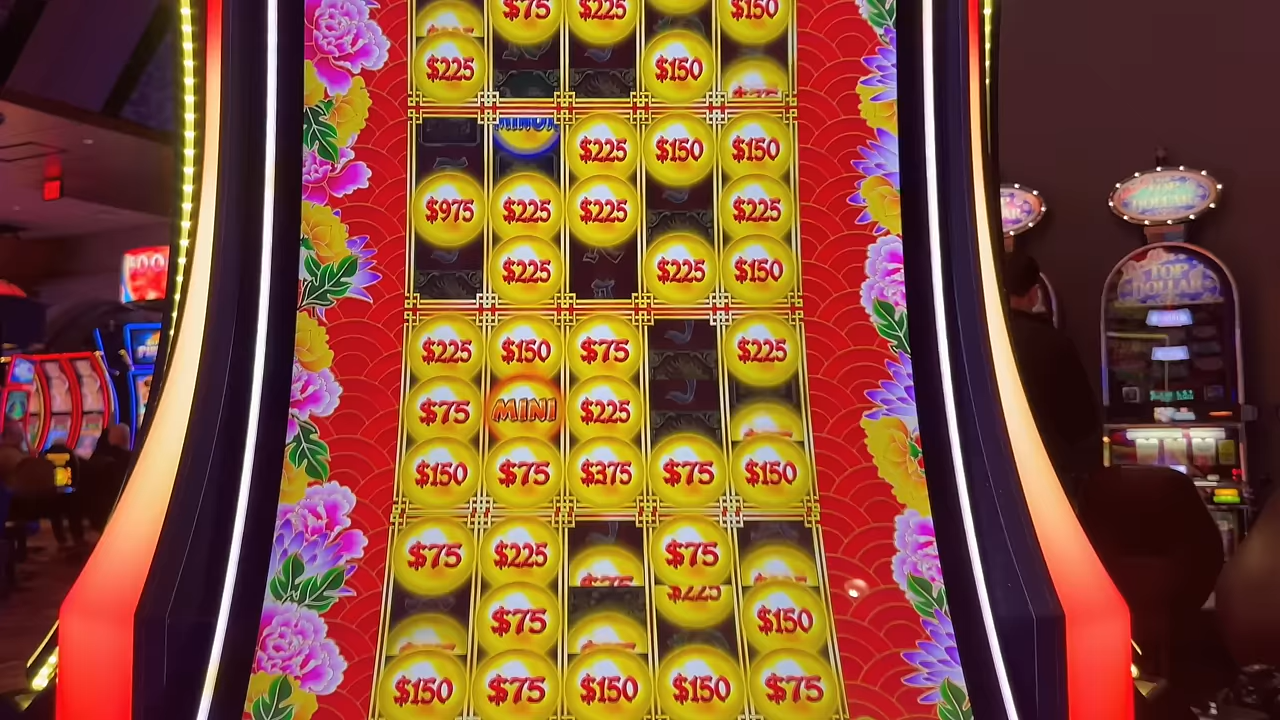 $75 $225 $150
$225 $150
MINOR $225 $150 $150
$975 $225 $225 $225
$225 $225 $150
$225 $150 $75 $225
$75 MINI $225
$150 $75 $375 $75 $150
$75 $225 $75
$225
$75 $150
$150 $75 $150 $150 $75
TOP
DOLLAR